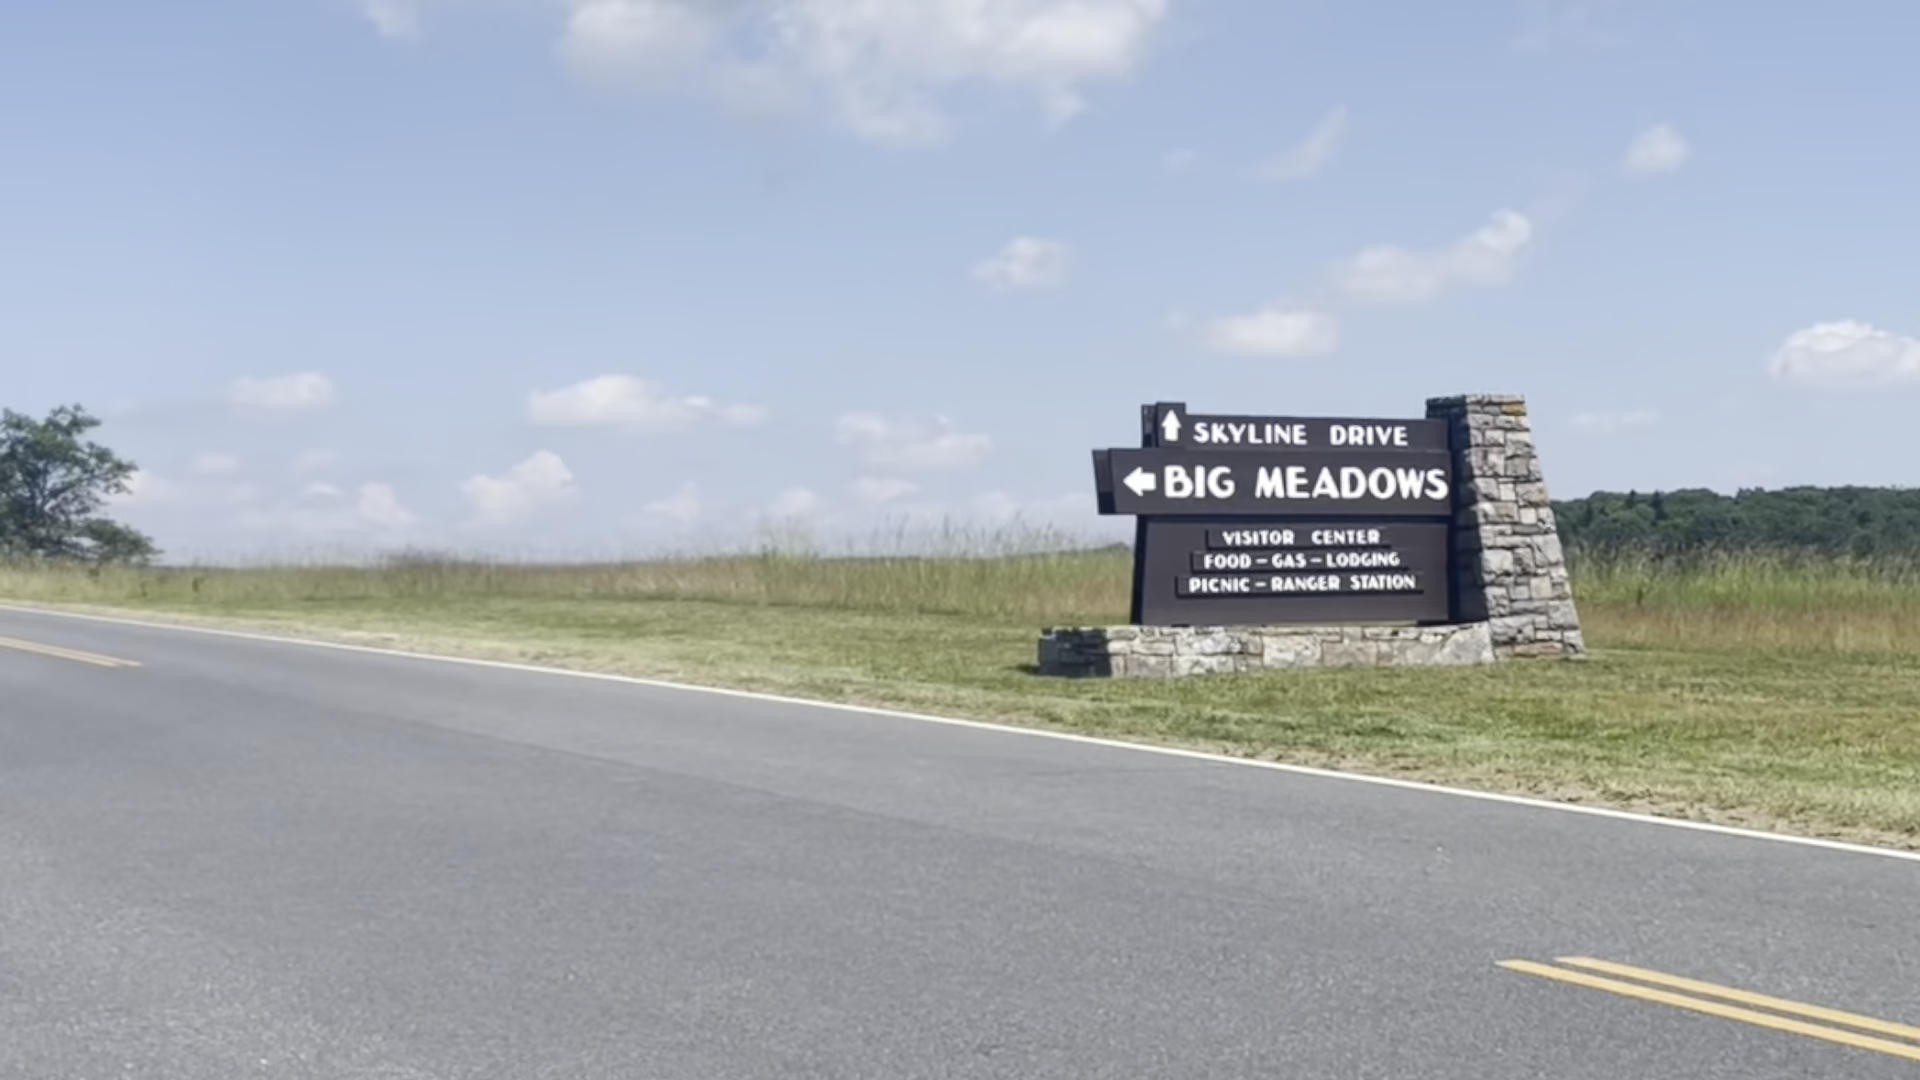 SKYLINE DRIVE
BIG MEADOWS
VISITOR CENTER
FOOD – GAS – LODGING
PICNIC – RANGER STATION